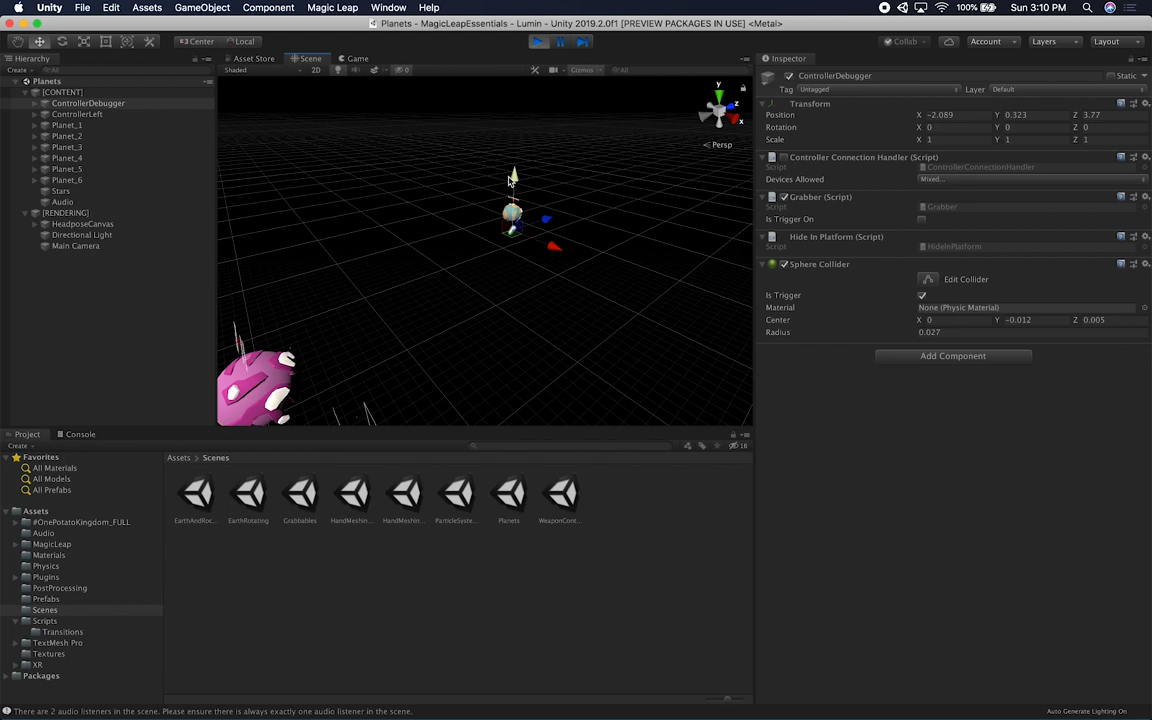 Unity File Edit Assets GameObject Component Magic Leap Window Help 100% Sun 3:10 PM
Planets - MagicLeapEssentials - Lumin - Unity 2019.2.0f1 [PREVIEW PACKAGES IN USE] <Metal>
Center Local Collab Account Layers Layout
Hierarchy Asset Store Scene Game Inspector
Create All Shaded 2D 0 Gizmos All
Planets
[CONTENT]
ControllerDebugger
ControllerLeft
Planet_1
Planet_2
Planet_3
Planet_4
Planet_5
Planet_6
Stars
Audio
[RENDERING]
HeadposeCanvas
Directional Light
Main Camera
y
z
x
Persp
ControllerDebugger Static
Tag Untagged Layer Default
Transform
Position X -2.089 Y 0.323 Z 3.77
Rotation X 0 Y 0 Z 0
Scale X 1 Y 1 Z 1
Controller Connection Handler (Script)
Script ControllerConnectionHandler
Devices Allowed Mixed...
Grabber (Script)
Script Grabber
Is Trigger On
Hide In Platform (Script)
Script HideInPlatform
Sphere Collider
Edit Collider
Is Trigger
Material None (Physic Material)
Center X 0 Y -0.012 Z 0.005
Radius 0.027
Add Component
Project Console
Create 18
Favorites
All Materials
All Models
All Prefabs
Assets
#OnePotatoKingdom_FULL
Audio
MagicLeap
Materials
Physics
Plugins
PostProcessing
Prefabs
Scenes
Scripts
Transitions
TextMesh Pro
Textures
XR
Packages
Assets > Scenes
EarthAndRoc... EarthRotating Grabbables HandMeshin... HandMeshin... ParticleSyste... Planets WeaponCont...
There are 2 audio listeners in the scene. Please ensure there is always exactly one audio listener in the scene.
Auto Generate Lighting On